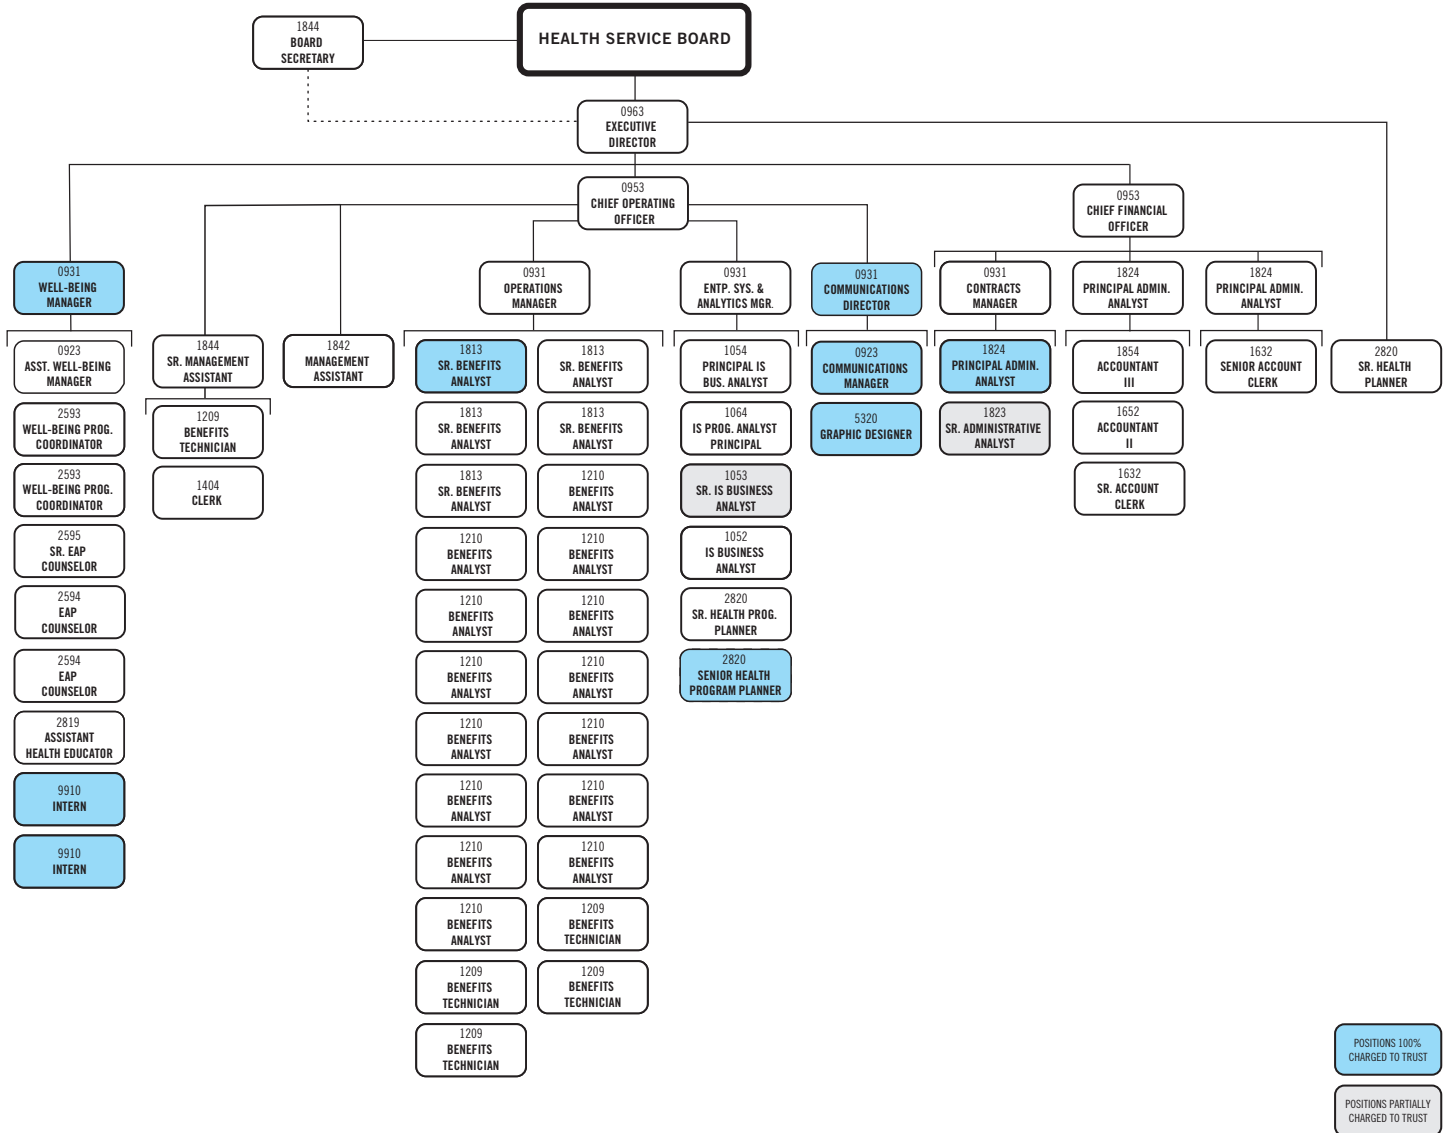 1844
BOARD
SECRETARY
HEALTH SERVICE BOARD
0963
EXECUTIVE
DIRECTOR
0953
CHIEF OPERATING
OFFICER
0953
CHIEF FINANCIAL
OFFICER
0931
WELL-BEING
MANAGER
0931
OPERATIONS
MANAGER
0931
ENTP. SYS. &
ANALYTICS MGR.
0931
COMMUNICATIONS
DIRECTOR
0931
CONTRACTS
MANAGER
1824
PRINCIPAL ADMIN.
ANALYST
1824
PRINCIPAL ADMIN.
ANALYST
0923
ASST. WELL-BEING
MANAGER
2593
WELL-BEING PROG.
COORDINATOR
2593
WELL-BEING PROG.
COORDINATOR
2595
SR. EAP
COUNSELOR
2594
EAP
COUNSELOR
2594
EAP
COUNSELOR
2819
ASSISTANT
HEALTH EDUCATOR
9910
INTERN
9910
INTERN
1844
SR. MANAGEMENT
ASSISTANT
1209
BENEFITS
TECHNICIAN
1404
CLERK
1842
MANAGEMENT
ASSISTANT
1813
SR. BENEFITS
ANALYST
1813
SR. BENEFITS
ANALYST
1813
SR. BENEFITS
ANALYST
1210
BENEFITS
ANALYST
1210
BENEFITS
ANALYST
1210
BENEFITS
ANALYST
1210
BENEFITS
ANALYST
1210
BENEFITS
ANALYST
1210
BENEFITS
ANALYST
1210
BENEFITS
ANALYST
1209
BENEFITS
TECHNICIAN
1209
BENEFITS
TECHNICIAN
1813
SR. BENEFITS
ANALYST
1813
SR. BENEFITS
ANALYST
1210
BENEFITS
ANALYST
1210
BENEFITS
ANALYST
1210
BENEFITS
ANALYST
1210
BENEFITS
ANALYST
1210
BENEFITS
ANALYST
1210
BENEFITS
ANALYST
1210
BENEFITS
ANALYST
1209
BENEFITS
TECHNICIAN
1209
BENEFITS
TECHNICIAN
1054
PRINCIPAL IS
BUS. ANALYST
1064
IS PROG. ANALYST
PRINCIPAL
1053
SR. IS BUSINESS
ANALYST
1052
IS BUSINESS
ANALYST
2820
SR. HEALTH PROG.
PLANNER
2820
SENIOR HEALTH
PROGRAM PLANNER
0923
COMMUNICATIONS
MANAGER
5320
GRAPHIC DESIGNER
1824
PRINCIPAL ADMIN.
ANALYST
1823
SR. ADMINISTRATIVE
ANALYST
1854
ACCOUNTANT
III
1652
ACCOUNTANT
II
1632
SR. ACCOUNT
CLERK
1632
SENIOR ACCOUNT
CLERK
2820
SR. HEALTH
PLANNER
POSITIONS 100%
CHARGED TO TRUST
POSITIONS PARTIALLY
CHARGED TO TRUST